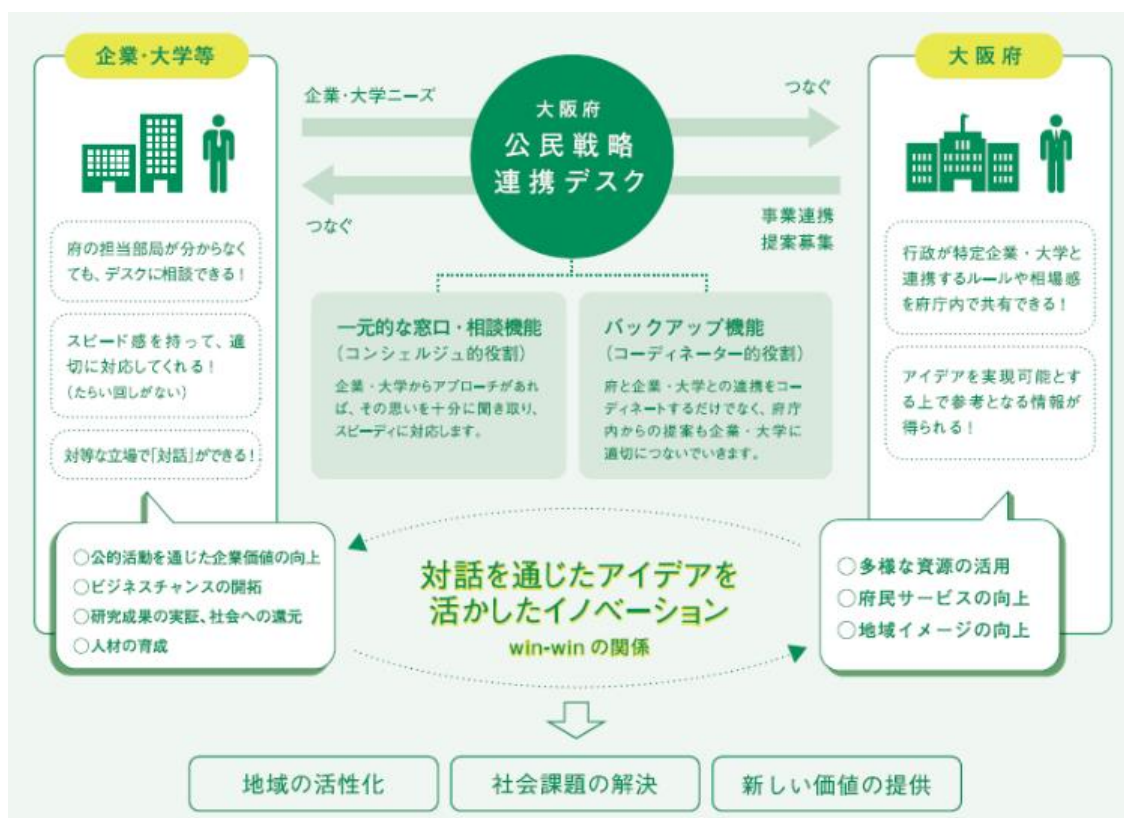 企業・大学等
府の担当部局が分からなく
ても、デスクに相談できる！
スピード感を持って、適
切に対応してくれる！
（たらい回しがない）
対等な立場で「対話」ができる！
○公的活動を通じた企業価値の向上
○ビジネスチャンスの開拓
○研究成果の実証、社会への還元
○人材の育成
企業・大学ニーズ
つなぐ
大阪府
公民戦略
連携デスク
つなぐ
事業連携
提案募集
一元的な窓口・相談機能
（コンシェルジュ的役割）
企業・大学からアプローチがあれ
ば、その思いを十分に聞き取り、
スピーディに対応します。
バックアップ機能
（コーディネーター的役割）
府と企業・大学との連携をコー
ディネートするだけでなく、府庁
内からの提案も企業・大学に
適切につないでいきます。
大阪府
行政が特定企業・大学と
連携するルールや相場感
を府庁内で共有できる！
アイデアを実現可能とす
る上で参考となる情報が
得られる！
○多様な資源の活用
○府民サービスの向上
○地域イメージの向上
対話を通じたアイデアを
活かしたイノベーション
win-winの関係
地域の活性化
社会課題の解決
新しい価値の提供